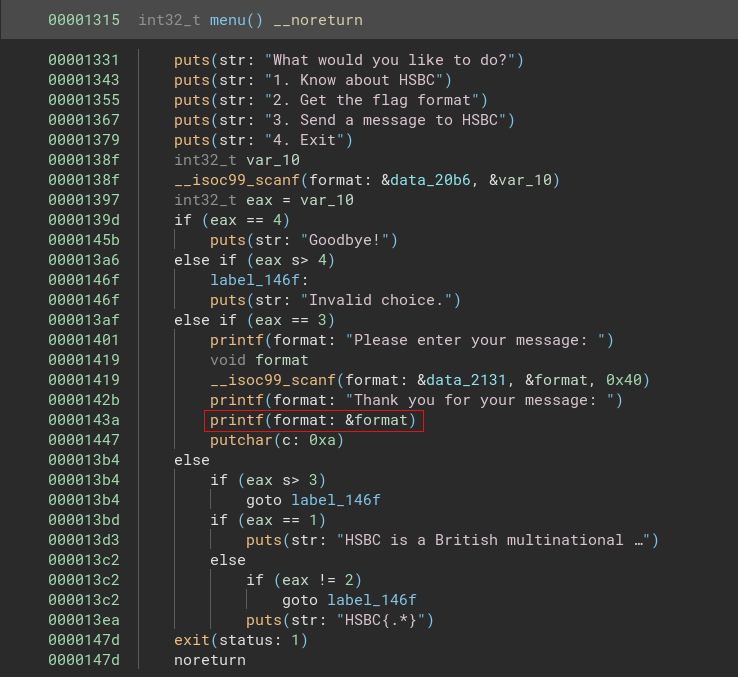 00001315 int32_t menu() __noreturn
00001331 puts(str: "What would you like to do?")
00001343 puts(str: "1. Know about HSBC")
00001355 puts(str: "2. Get the flag format")
00001367 puts(str: "3. Send a message to HSBC")
00001379 puts(str: "4. Exit")
0000138f int32_t var_10
0000138f __isoc99_scanf(format: &data_20b6, &var_10)
00001397 int32_t eax = var_10
0000139d if (eax == 4)
0000145b puts(str: "Goodbye!")
000013a6 else if (eax s> 4)
0000146f label_146f:
0000146f puts(str: "Invalid choice.")
000013af else if (eax == 3)
00001401 printf(format: "Please enter your message: ")
00001419 void format
00001419 __isoc99_scanf(format: &data_2131, &format, 0x40)
0000142b printf(format: "Thank you for your message: ")
0000143a printf(format: &format)
00001447 putchar(c: 0xa)
000013b4 else
000013b4 if (eax s> 3)
000013b4 goto label_146f
000013bd if (eax == 1)
000013d3 puts(str: "HSBC is a British multinational …")
000013c2 else
000013c2 if (eax != 2)
000013c2 goto label_146f
000013ea puts(str: "HSBC{.*}")
0000147d exit(status: 1)
0000147d noreturn